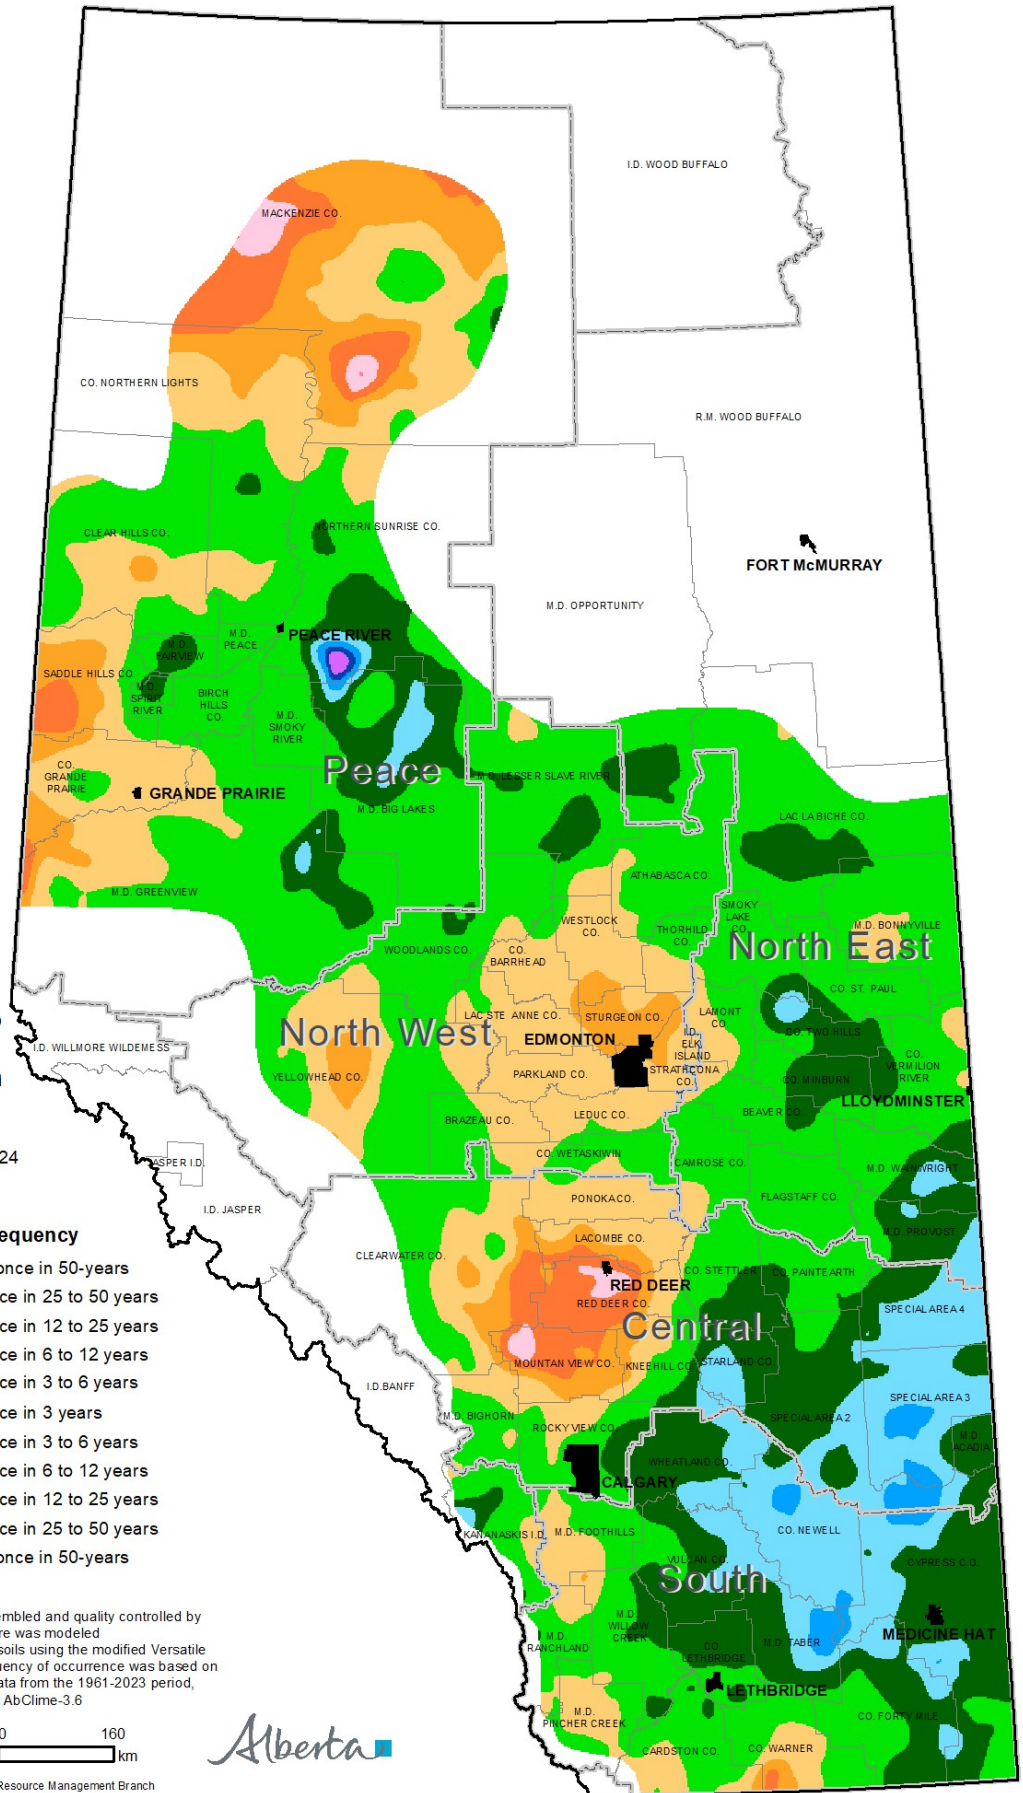 I.D. WOOD BUFFALO
MACKENZIE CO.
CO. NORTHERN LIGHTS
R.M. WOOD BUFFALO
CLEAR HILLS CO.
NORTHERN SUNRISE CO.
FORT McMURRAY
M.D. OPPORTUNITY
M.D.
PEACE
PEACE RIVER
M.D.
FAIRVIEW
SADDLE HILLS CO.
M.D.
SPIRIT
RIVER
BIRCH
HILLS
CO.
M.D.
SMOKY
RIVER
CO.
GRANDE
PRAIRIE
Peace
M.D. LESSER SLAVE RIVER
GRANDE PRAIRIE
M.D. BIG LAKES
LAC LA BICHE CO.
M.D. GREENVIEW
ATHABASCA CO.
WESTLOCK
CO.
SMOKY
LAKE
CO.
THORHILD
CO.
M.D. BONNYVILLE
North East
WOODLANDS CO.
CO.
BARRHEAD
CO. ST. PAUL
North West
LAC STE ANNE CO.
STURGEON CO.
LAMONT
CO.
EDMONTON
I.D.
ELK
ISLAND
CO. TWO HILLS
I.D. WILLMORE WILDERNESS
YELLOWHEAD CO.
PARKLAND CO.
STRATHCONA
CO.
CO. MINBURN
CO.
VERMILION
RIVER
LLOYDMINSTER
BRAZEAU CO.
LEDUC CO.
BEAVER CO.
24
JASPER I.D.
CO. WETASKIWIN
CAMROSE CO.
M.D. WAINWRIGHT
I.D. JASPER
PONOKA CO.
FLAGSTAFF CO.
M.D. PROVOST
equency
CLEARWATER CO.
LACOMBE CO.
once in 50-years
ce in 25 to 50 years
ce in 12 to 25 years
ce in 6 to 12 years
ce in 3 to 6 years
ce in 3 years
ce in 3 to 6 years
ce in 6 to 12 years
ce in 12 to 25 years
ce in 25 to 50 years
once in 50-years
RED DEER
RED DEER CO.
CO. STETTLER
CO. PAINTEARTH
SPECIAL AREA 4
Central
MOUNTAN VIEW CO.
KNEEHILL CO.
STARLAND CO.
I.D.BANFF
SPECIAL AREA 3
M.D. BIGHORN
ROCKY VIEW CO.
SPECIAL AREA 2
M.D.
ACADIA
WHEATLAND CO.
CALGARY
KANANASKIS I.D.
M.D. FOOTHILLS
CO. NEWELL
VULCAN CO.
South
CYPRESS C.O.
M.D.
WILLOW
CREEK
M.D.
RANCHLAND
CO.
LETHBRIDGE
M.D. TABER
MEDICINE HAT
LETHBRIDGE
M.D.
PINCHER CREEK
CO. FORTY MILE
CARDSTON CO.
CO. WARNER
embled and quality controlled by
re was modeled
soils using the modified Versatile
uency of occurrence was based on
ata from the 1961-2023 period,
AbClime-3.6
0 160
km
Alberta
Resource Management Branch